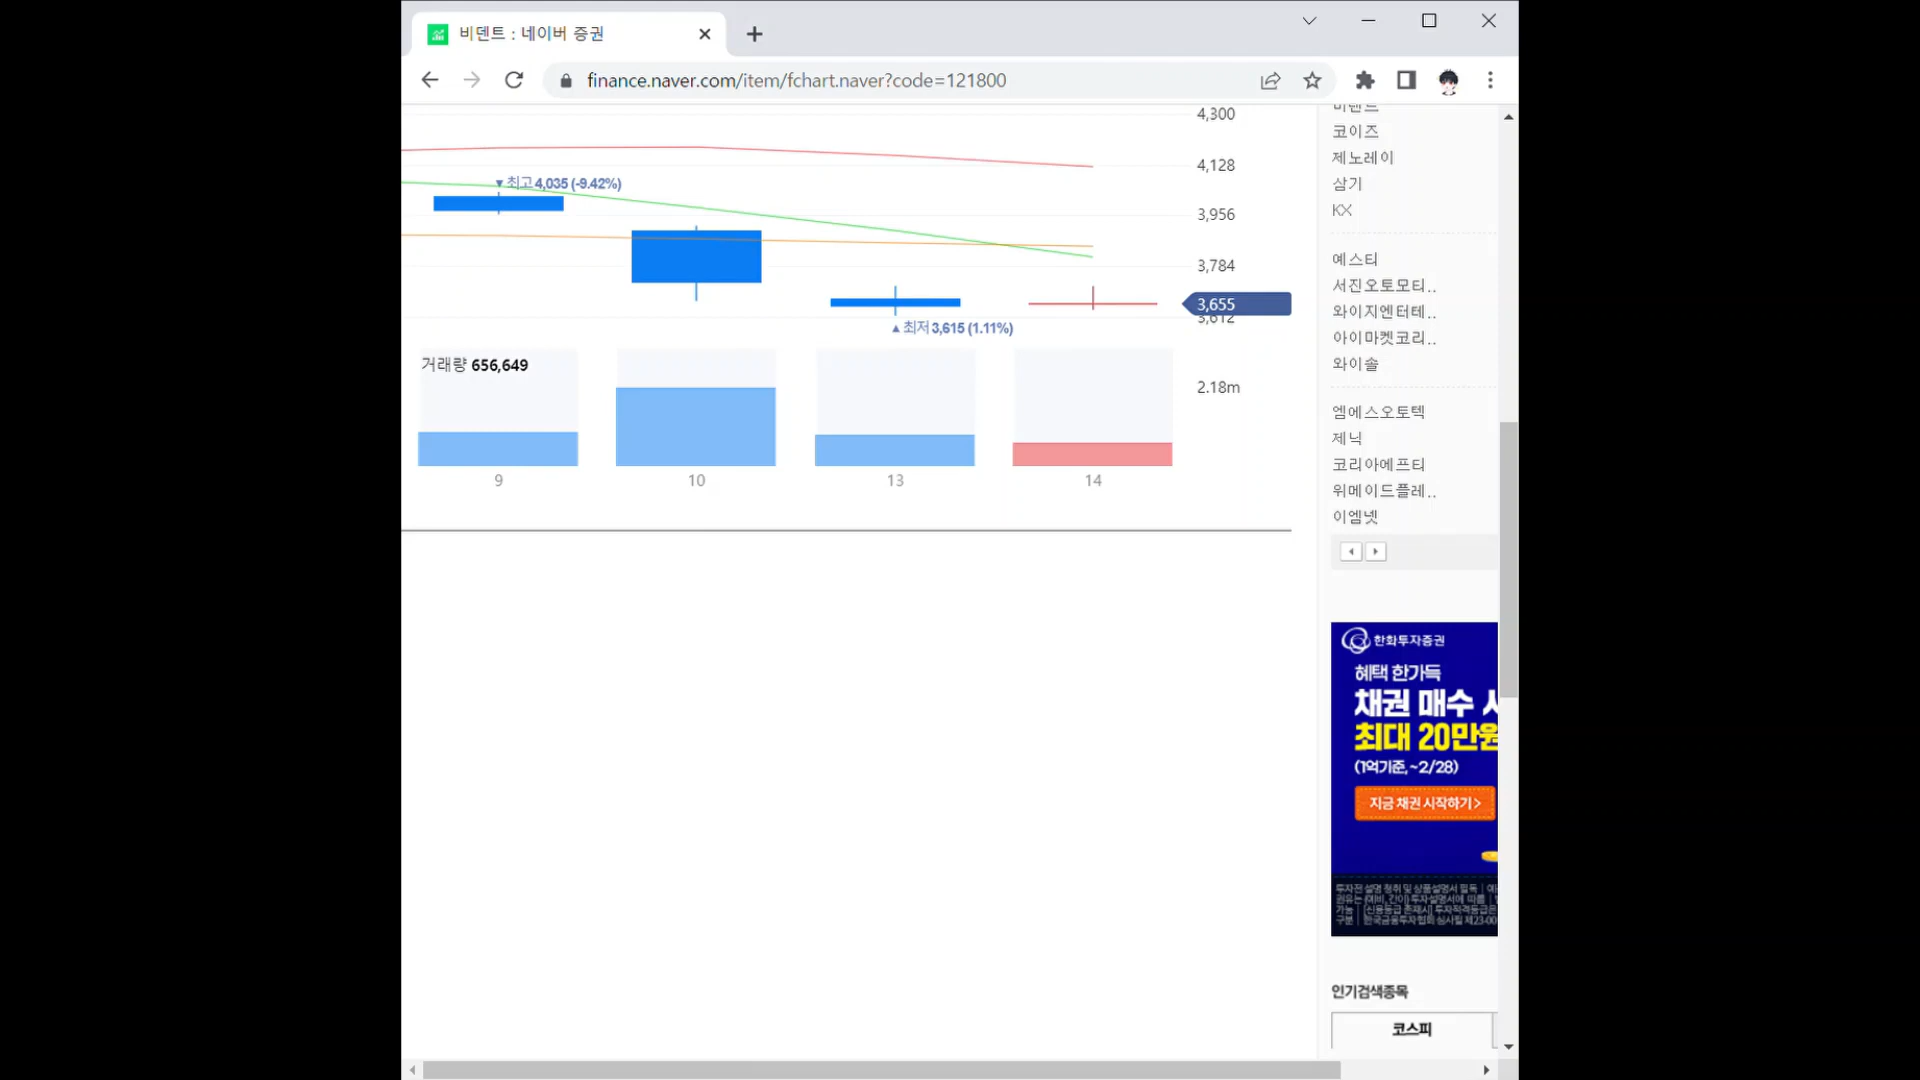 비덴트 : 네이버 증권
finance.naver.com/item/fchart.naver?code=121800
4,300
4,128
▼최고 4,035 (-9.42%)
3,956
3,784
3,655
3,612
▲최저 3,615 (1.11%)
거래량 656,649
2.18m
9
10
13
14
비덴트
코이즈
제노레이
삼기
KX
예스티
서진오토모티..
와이지엔터테..
아이마켓코리..
와이솔
엠에스오토텍
제닉
코리아에프티
위메이드플레..
이엠넷
한화투자증권
혜택 한가득
채권 매수
최대 20만원
(1억기준,~2/28)
지금 채권 시작하기>
인기검색종목
코스피